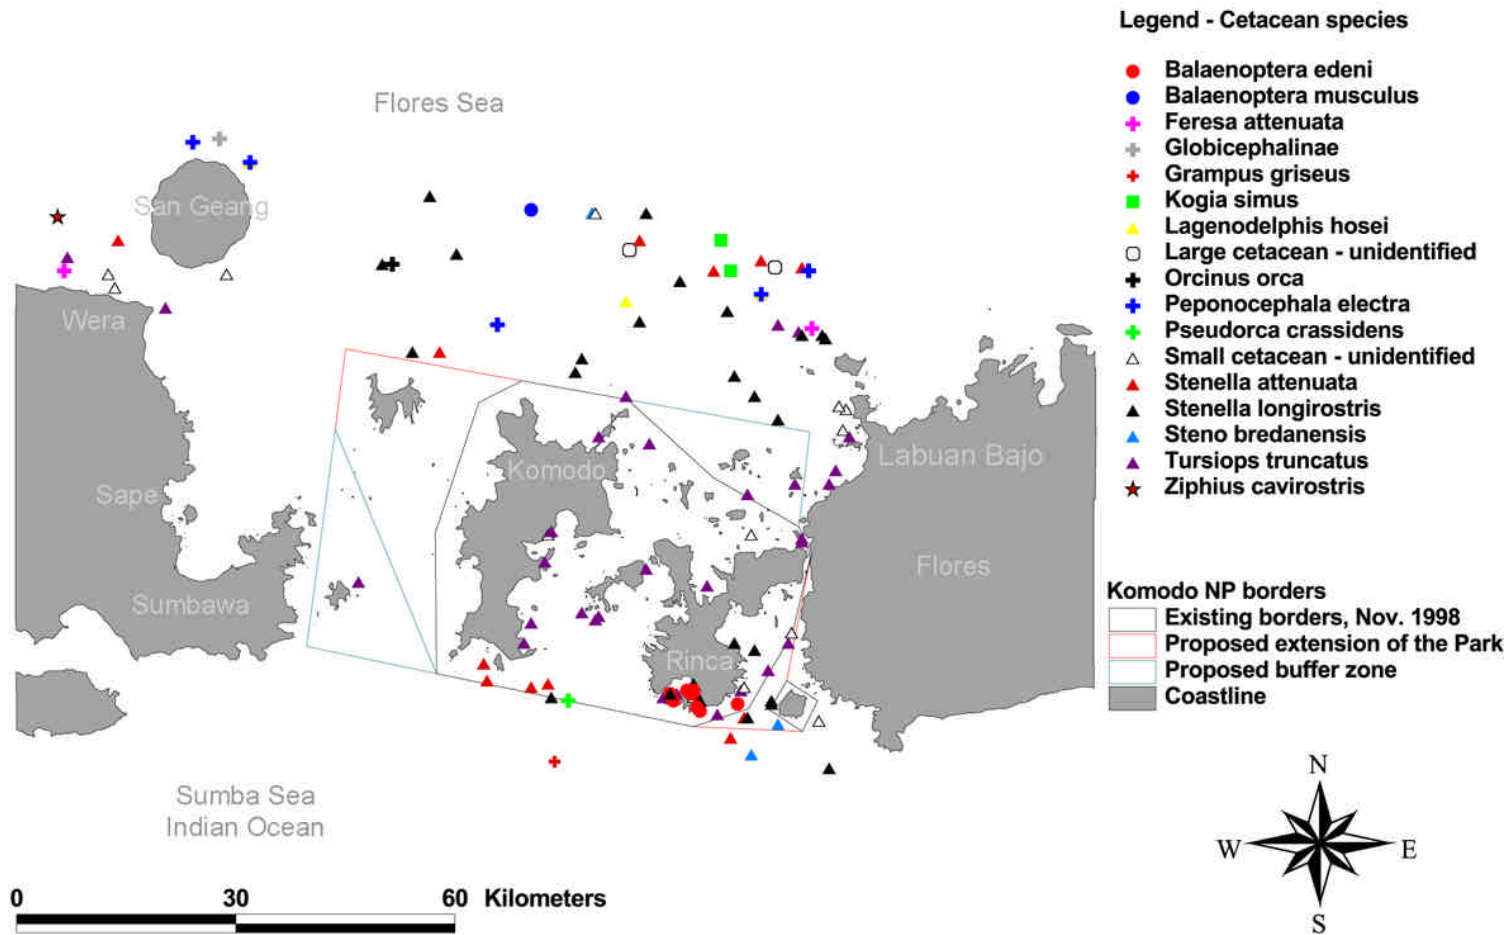 Legend - Cetacean species
Balaenoptera edeni
Balaenoptera musculus
Feresa attenuata
Globicephalinae
Grampus griseus
Kogia simus
Lagenodelphis hosei
Large cetacean - unidentified
Orcinus orca
Peponocephala electra
Pseudorca crassidens
Small cetacean - unidentified
Stenella attenuata
Stenella longirostris
Steno bredanensis
Tursiops truncatus
Ziphius cavirostris
Komodo NP borders
Existing borders, Nov. 1998
Proposed extension of the Park
Proposed buffer zone
Coastline
Flores Sea
San Geang
Wera
Komodo
Labuan Bajo
Sape
Flores
Sumbawa
Rinca
Sumba Sea
Indian Ocean
0 30 60 Kilometers
N
W E
S